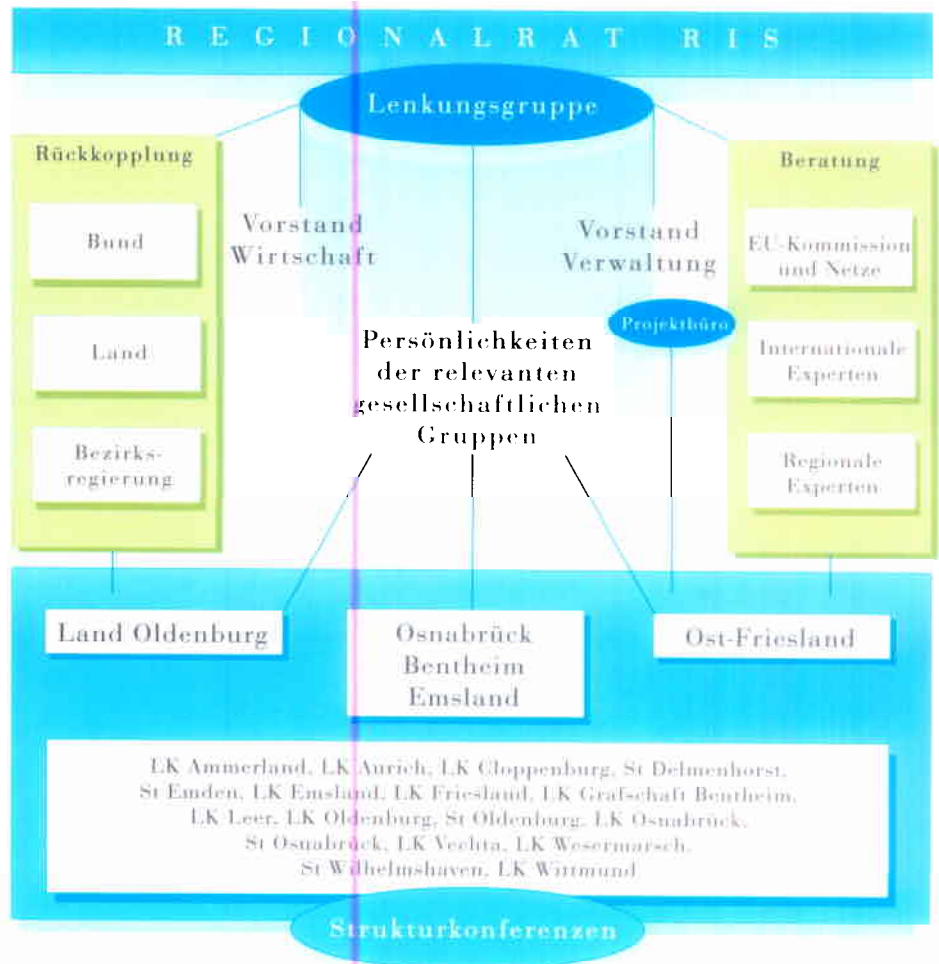 REGIONALRAT RIS
Lenkungsgruppe
Rückkopplung
Bund
Land
Bezirks-
regierung
Vorstand
Wirtschaft
Vorstand
Verwaltung
Projektbüro
Beratung
EU-Kommission
und Netze
Internationale
Experten
Regionale
Experten
Persönlichkeiten
der relevanten
gesellschaftlichen
Gruppen
Land Oldenburg
Osnabrück
Bentheim
Emsland
Ost-Friesland
LK Ammerland, LK Aurich, LK Cloppenburg, St Delmenhorst,
St Emden, LK Emsland, LK Friesland, LK Grafschaft Bentheim,
LK Leer, LK Oldenburg, St Oldenburg, LK Osnabrück,
St Osnabrück, LK Vechta, LK Wesermarsch,
St Wilhelmshaven, LK Wittmund
Strukturkonferenzen